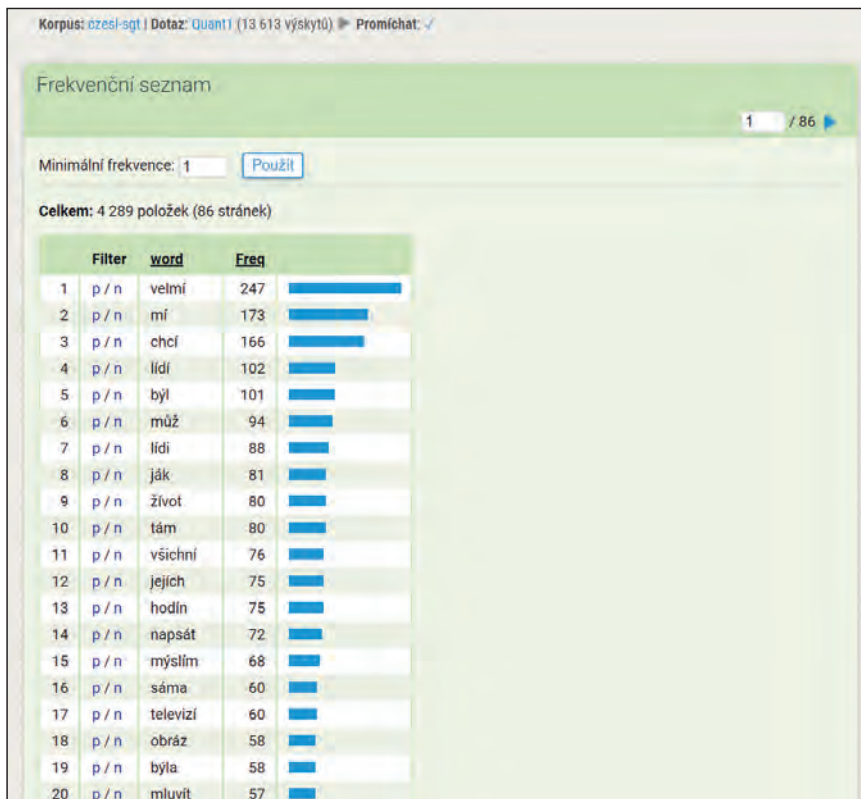 Korpus: czesl-sgt | Dotaz: Quant1 (13 613 výskytů) ▶ Promíchat: ✓
Frekvenční seznam
1 / 86
Minimální frekvence: 1 Použít
Celkem: 4 289 položek (86 stránek)
Filter word Freq
1 p / n velmí 247
2 p / n mí 173
3 p / n chcí 166
4 p / n lídí 102
5 p / n býl 101
6 p / n můž 94
7 p / n lídi 88
8 p / n ják 81
9 p / n žívot 80
10 p / n tám 80
11 p / n všichní 76
12 p / n jejích 75
13 p / n hodín 75
14 p / n napsát 72
15 p / n mýslím 68
16 p / n sáma 60
17 p / n televizí 60
18 p / n obráz 58
19 p / n býla 58
20 p / n mluvít 57